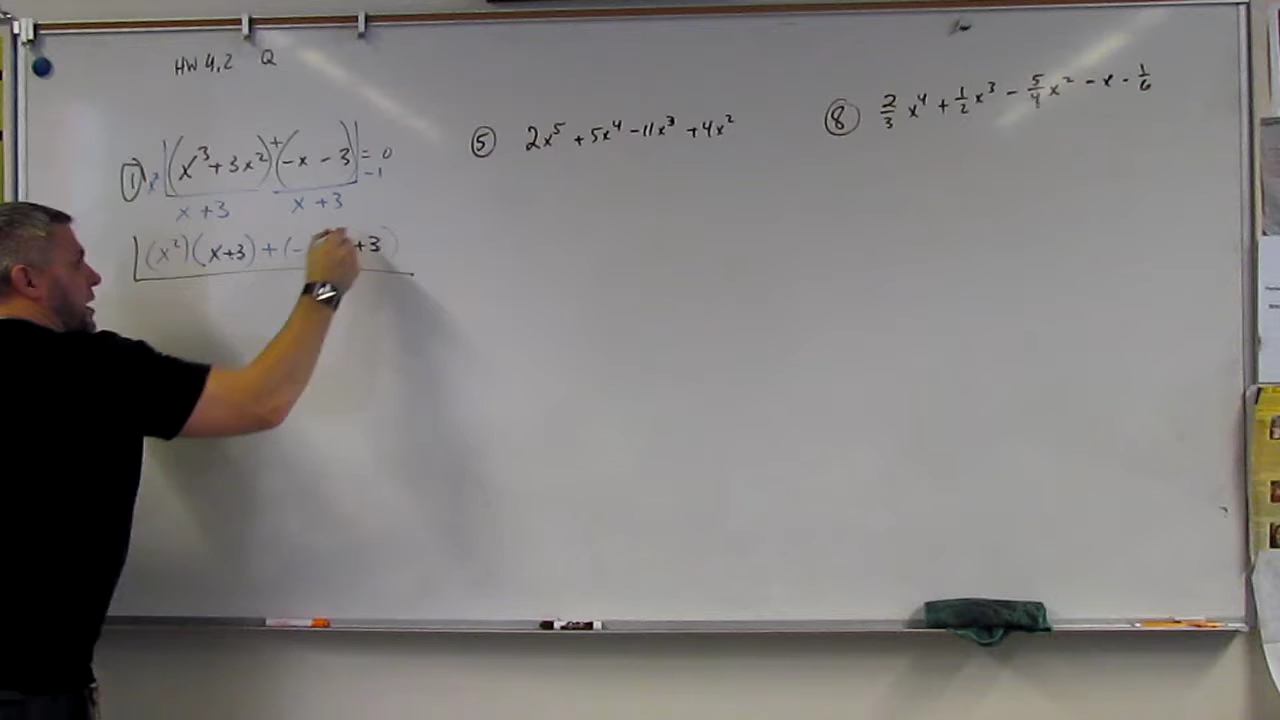 HW 4.2 Q
① x² |(x³ + 3x²) + (-x - 3)| = 0
-1
x + 3 x + 3
(x²)(x+3) + (- +3)
⑤ 2x⁵ + 5x⁴ - 11x³ + 4x²
⑧ 2/3 x⁴ + 1/2 x³ - 5/4 x² - x - 1/6